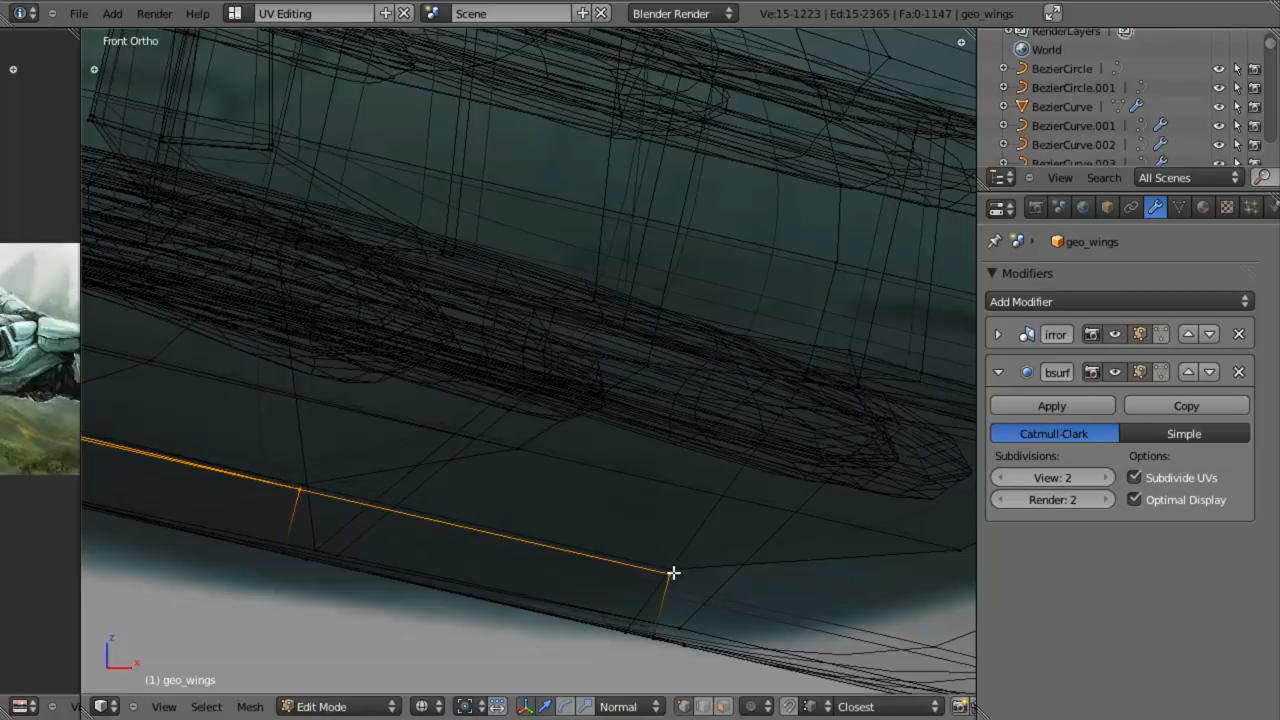 File Add Render Help UV Editing Scene Blender Render Ve:15-1223 | Ed:15-2365 | Fa:0-1147 | geo_wings
Front Ortho
RenderLayers |
World
BezierCircle |
BezierCircle.001 |
BezierCurve |
BezierCurve.001 |
BezierCurve.002 |
BezierCurve.003
View Search All Scenes
geo_wings
Modifiers
Add Modifier
irror
bsurf
Apply Copy
Catmull-Clark Simple
Subdivisions: Options:
View: 2 Subdivide UVs
Render: 2 Optimal Display
z
x
(1) geo_wings
Vi View Select Mesh Edit Mode Normal Closest